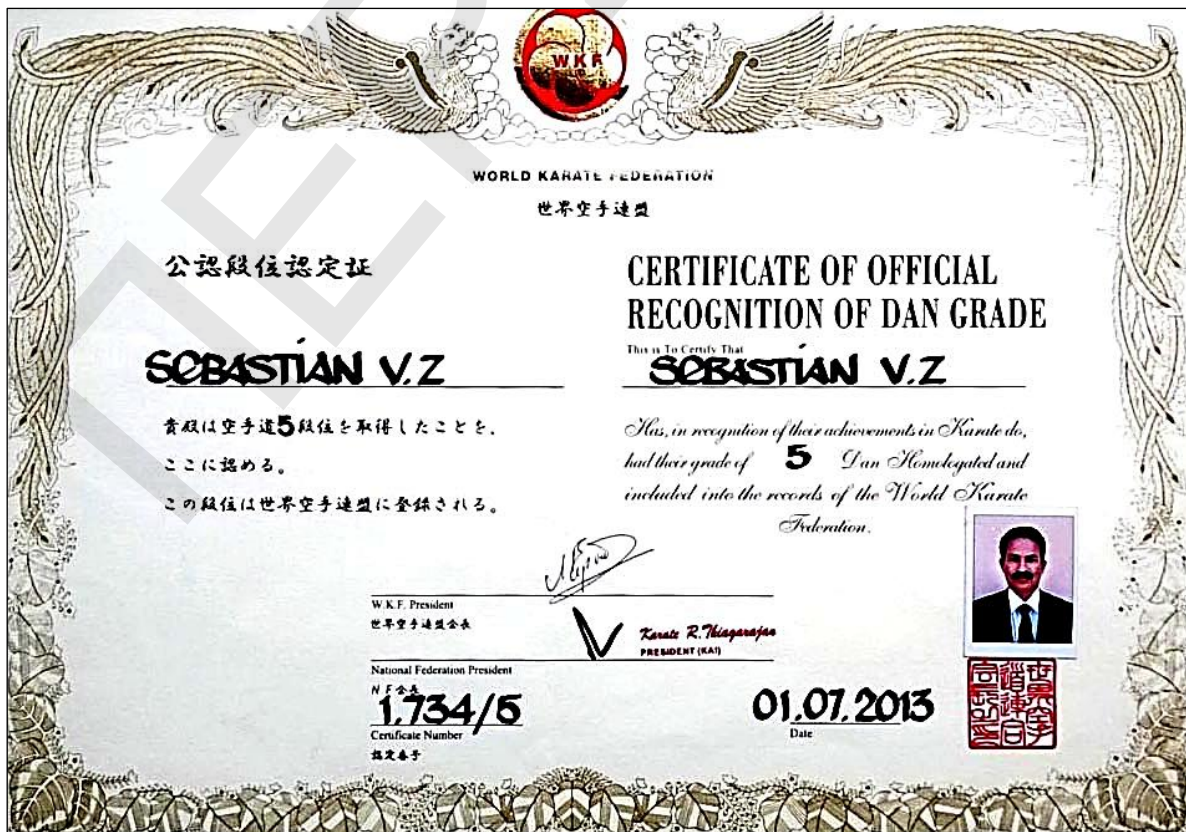 WKF
WORLD KARATE FEDERATION
世界空手連盟
公認段位認定証
SEBASTIAN V.Z
貴殿は空手道5段位を取得したことを、
ここに認める。
この段位は世界空手連盟に登録される。
CERTIFICATE OF OFFICIAL
RECOGNITION OF DAN GRADE
This is To Certify That
SEBASTIAN V.Z
Has, in recognition of their achievements in Karate do,
had their grade of 5 Dan Homologated and
included into the records of the World Karate
Federation.
W.K.F. President
世界空手連盟会長
Karate R.Thiagarajan
PRESIDENT (KAI)
National Federation President
N F 会長
1.734/5
Certificate Number
認定番号
01.07.2013
Date